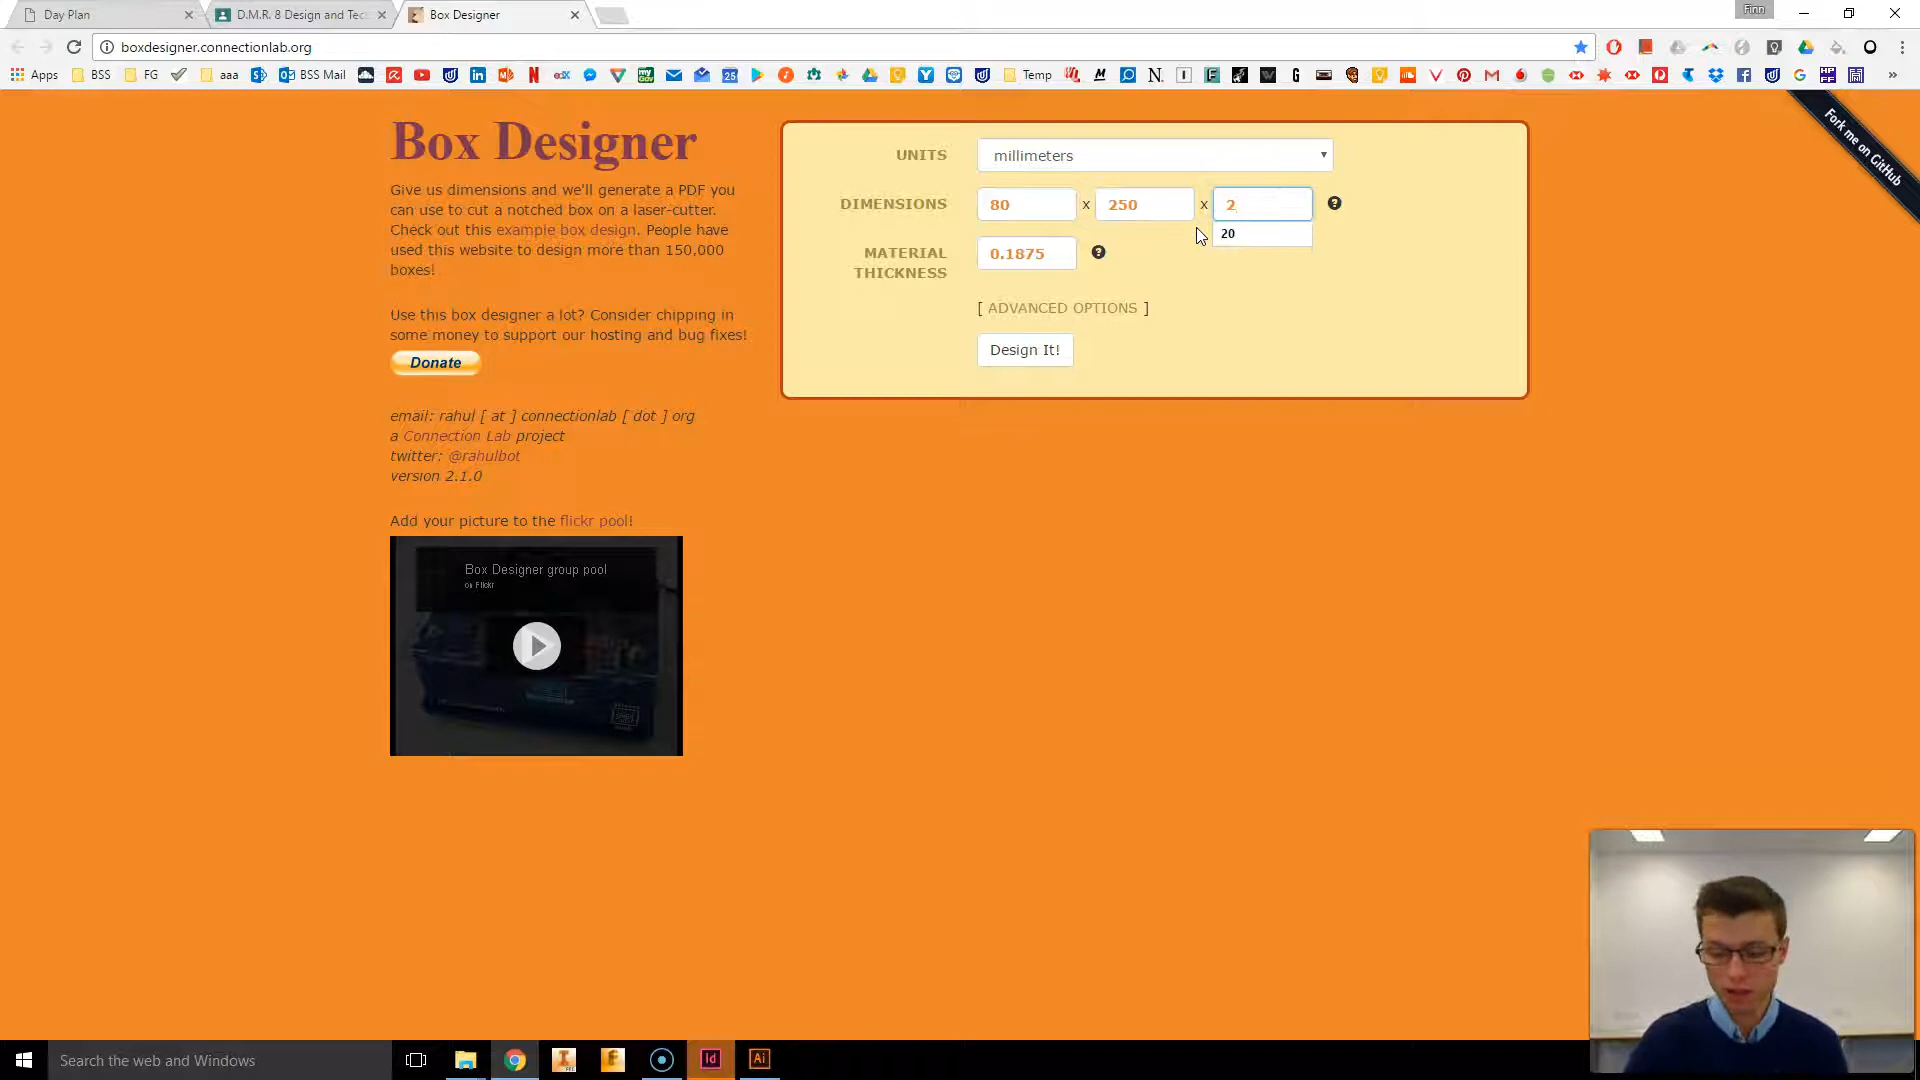 Day Plan
D.M.R. 8 Design and Tec
Box Designer
Finn
boxdesigner.connectionlab.org
Apps
BSS
FG
aaa
BSS Mail
Temp
Box Designer
Give us dimensions and we'll generate a PDF you
can use to cut a notched box on a laser-cutter.
Check out this example box design. People have
used this website to design more than 150,000
boxes!
Use this box designer a lot? Consider chipping in
some money to support our hosting and bug fixes!
Donate
email: rahul [ at ] connectionlab [ dot ] org
a Connection Lab project
twitter: @rahulbot
version 2.1.0
Add your picture to the flickr pool!
Box Designer group pool
on Flickr
UNITS
millimeters
DIMENSIONS
80 x 250 x 2
20
MATERIAL
THICKNESS
0.1875
[ ADVANCED OPTIONS ]
Design It!
Fork me on GitHub
Search the web and Windows
Id
Ai